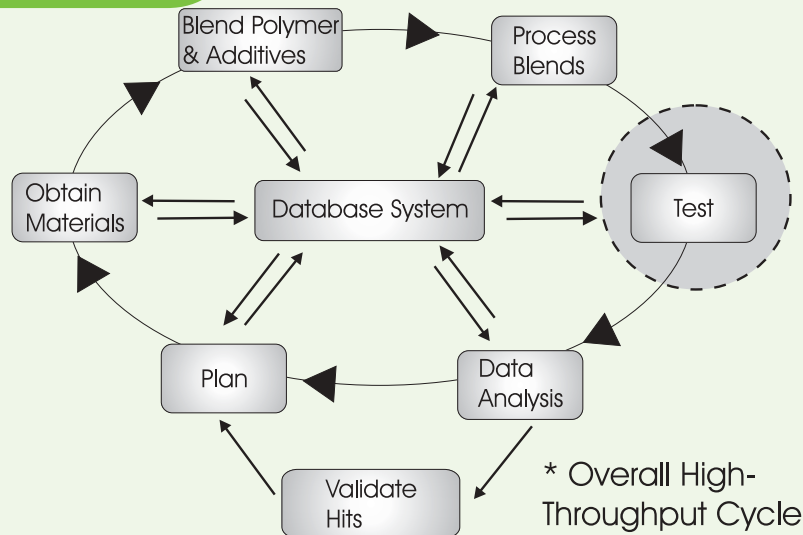 Blend Polymer
& Additives
Process
Blends
Obtain
Materials
Database System
Test
Plan
Data
Analysis
Validate
Hits
* Overall High-
Throughput Cycle